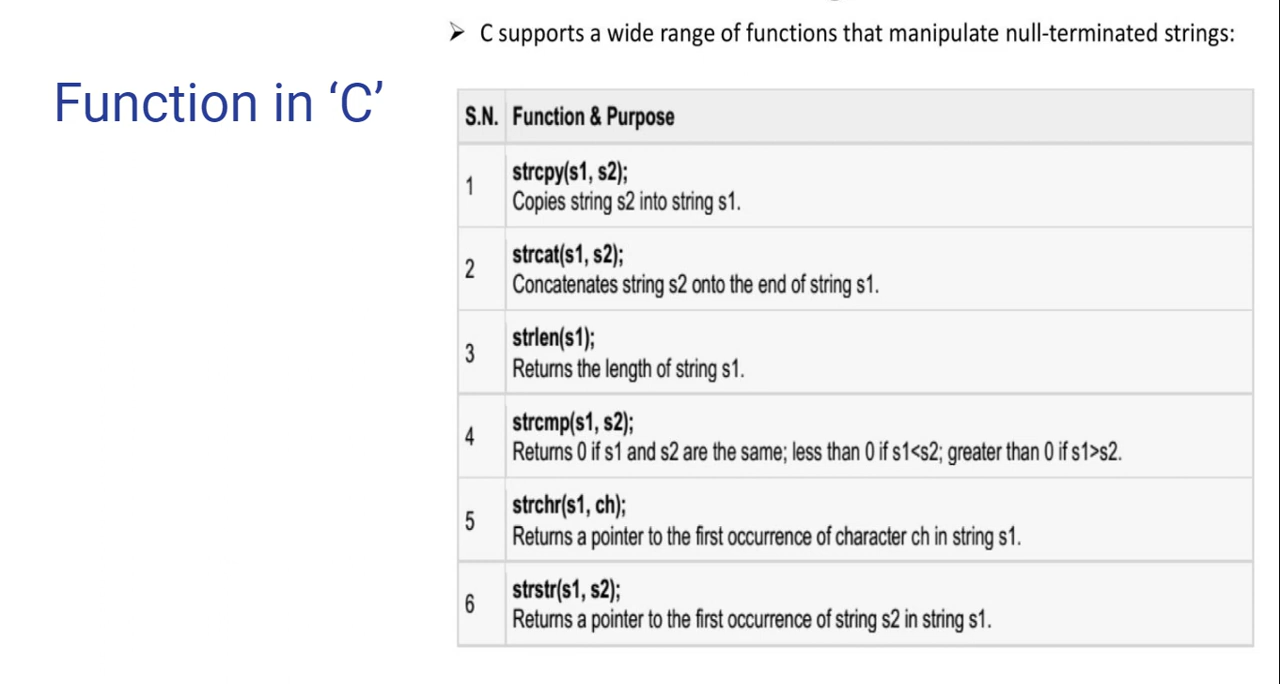 ➤ C supports a wide range of functions that manipulate null-terminated strings:
Function in ‘C’
S.N. Function & Purpose
1
strcpy(s1, s2);
Copies string s2 into string s1.
2
strcat(s1, s2);
Concatenates string s2 onto the end of string s1.
3
strlen(s1);
Returns the length of string s1.
4
strcmp(s1, s2);
Returns 0 if s1 and s2 are the same; less than 0 if s1<s2; greater than 0 if s1>s2.
5
strchr(s1, ch);
Returns a pointer to the first occurrence of character ch in string s1.
6
strstr(s1, s2);
Returns a pointer to the first occurrence of string s2 in string s1.